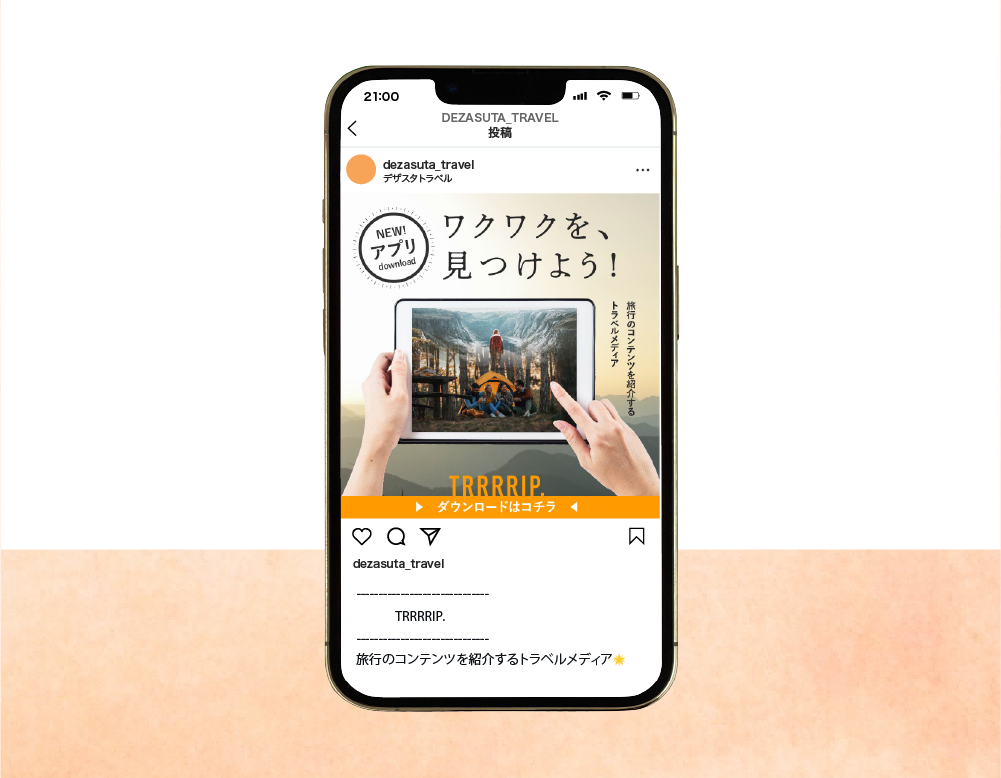 21:00
DEZASUTA_TRAVEL
投稿
dezasuta_travel
デザスタトラベル
NEW!
アプリ
download
ワクワクを、
見つけよう!
旅行のコンテンツを紹介する
トラベルメディア
TRRRRIP.
ダウンロードはコチラ
dezasuta_travel
------------------------------
TRRRRIP.
------------------------------
旅行のコンテンツを紹介するトラベルメディア🌟